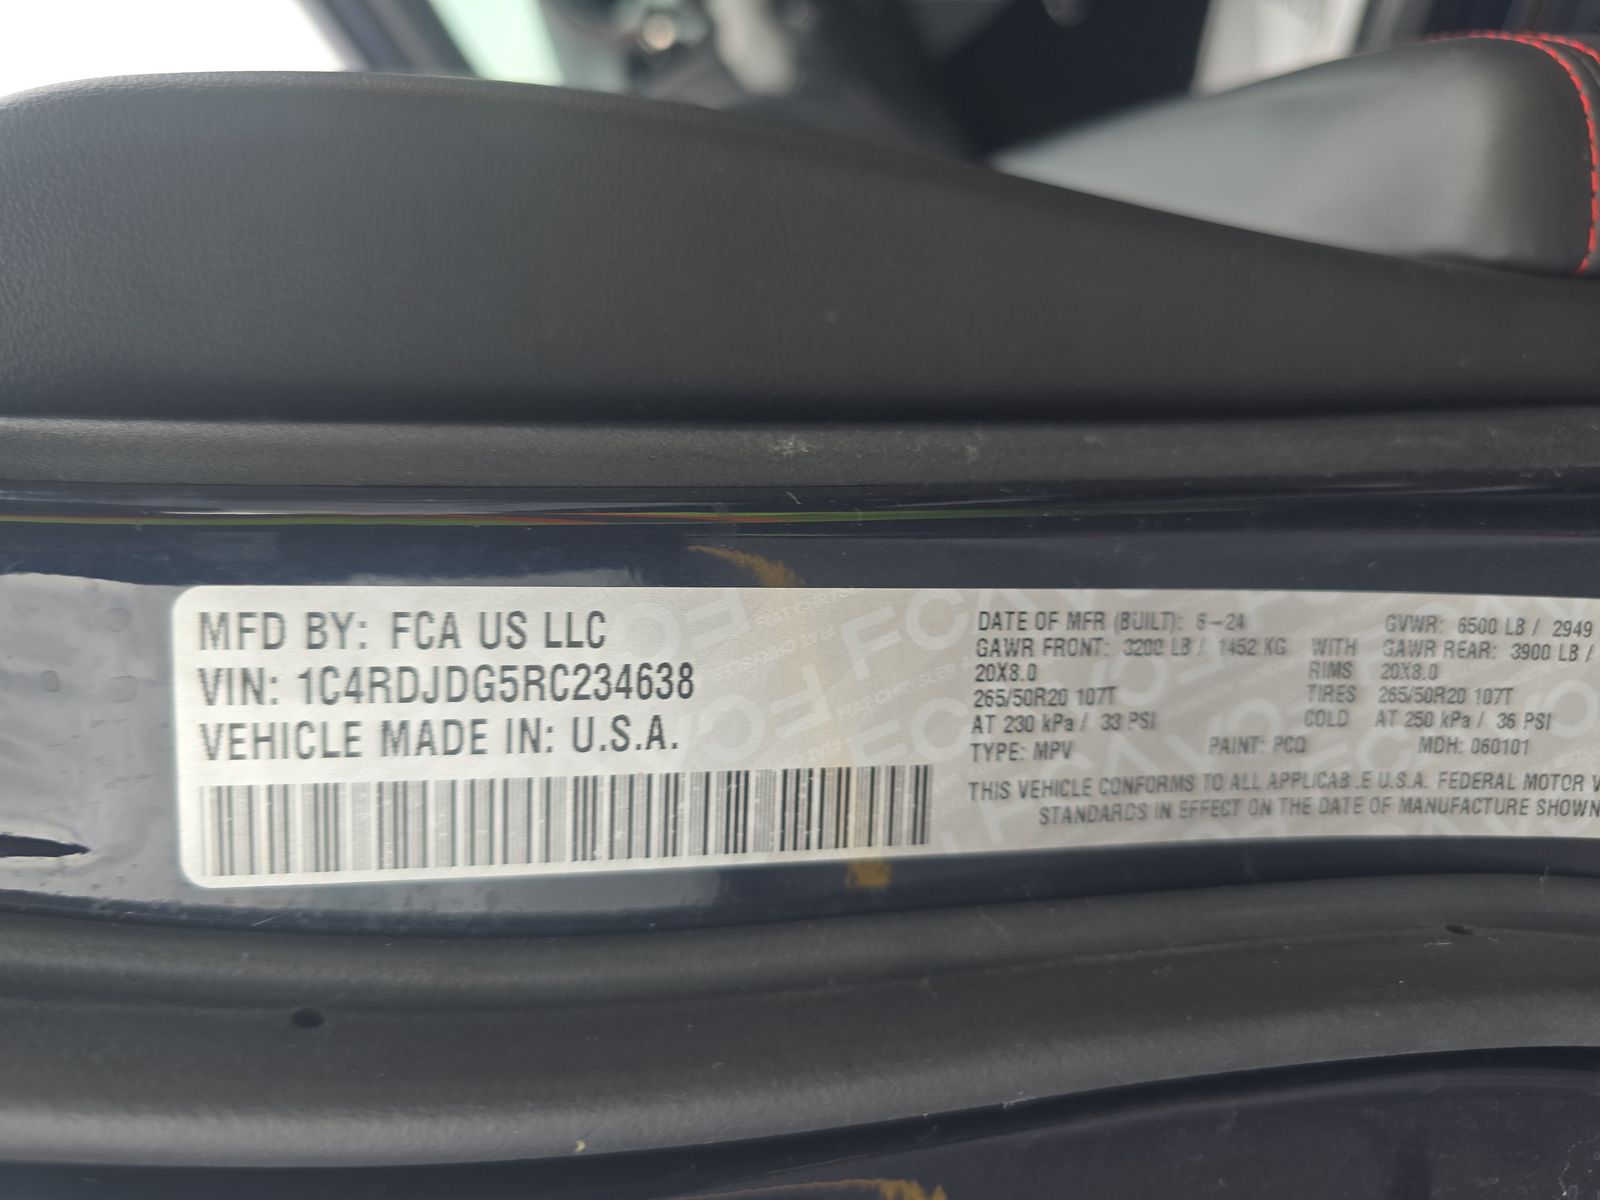 MFD BY: FCA US LLC
VIN: 1C4RDJDG5RC234638
VEHICLE MADE IN: U.S.A.
DATE OF MFR (BUILT): 6-24 GVWR: 6500 LB / 2949
GAWR FRONT: 3200 LB / 1452 KG WITH GAWR REAR: 3900 LB /
20X8.0 RIMS 20X8.0
265/50R20 107T TIRES 265/50R20 107T
AT 230 kPa / 33 PSI COLD AT 250 kPa / 36 PSI
TYPE: MPV PAINT: PCQ MDH: 060101
THIS VEHICLE CONFORMS TO ALL APPLICABLE U.S.A. FEDERAL MOTOR V
STANDARDS IN EFFECT ON THE DATE OF MANUFACTURE SHOWN